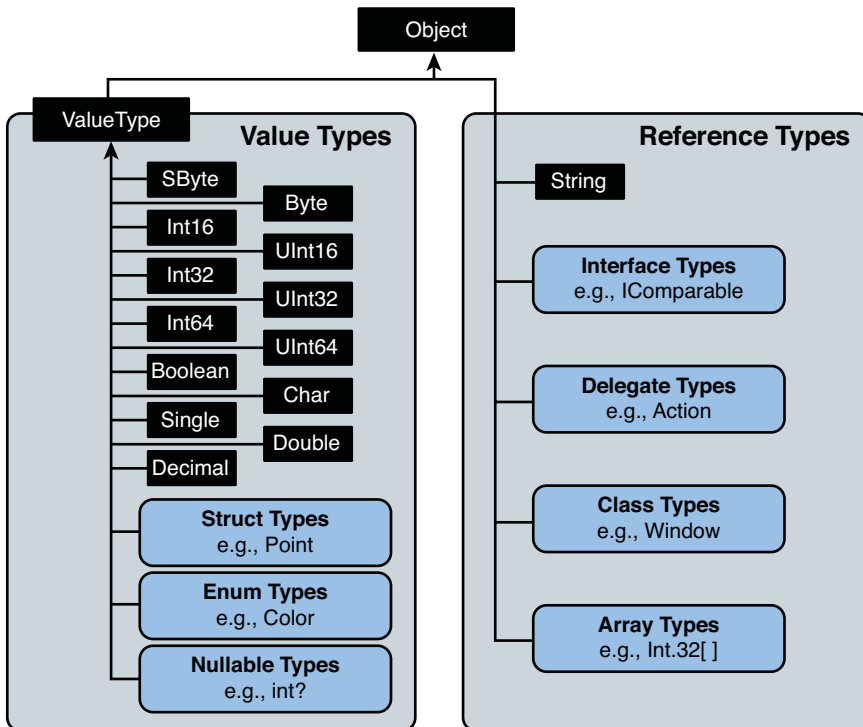 Object
ValueType
Value Types
SByte
Byte
Int16
UInt16
Int32
UInt32
Int64
UInt64
Boolean
Char
Single
Double
Decimal
Struct Types
e.g., Point
Enum Types
e.g., Color
Nullable Types
e.g., int?
Reference Types
String
Interface Types
e.g., IComparable
Delegate Types
e.g., Action
Class Types
e.g., Window
Array Types
e.g., Int.32[ ]